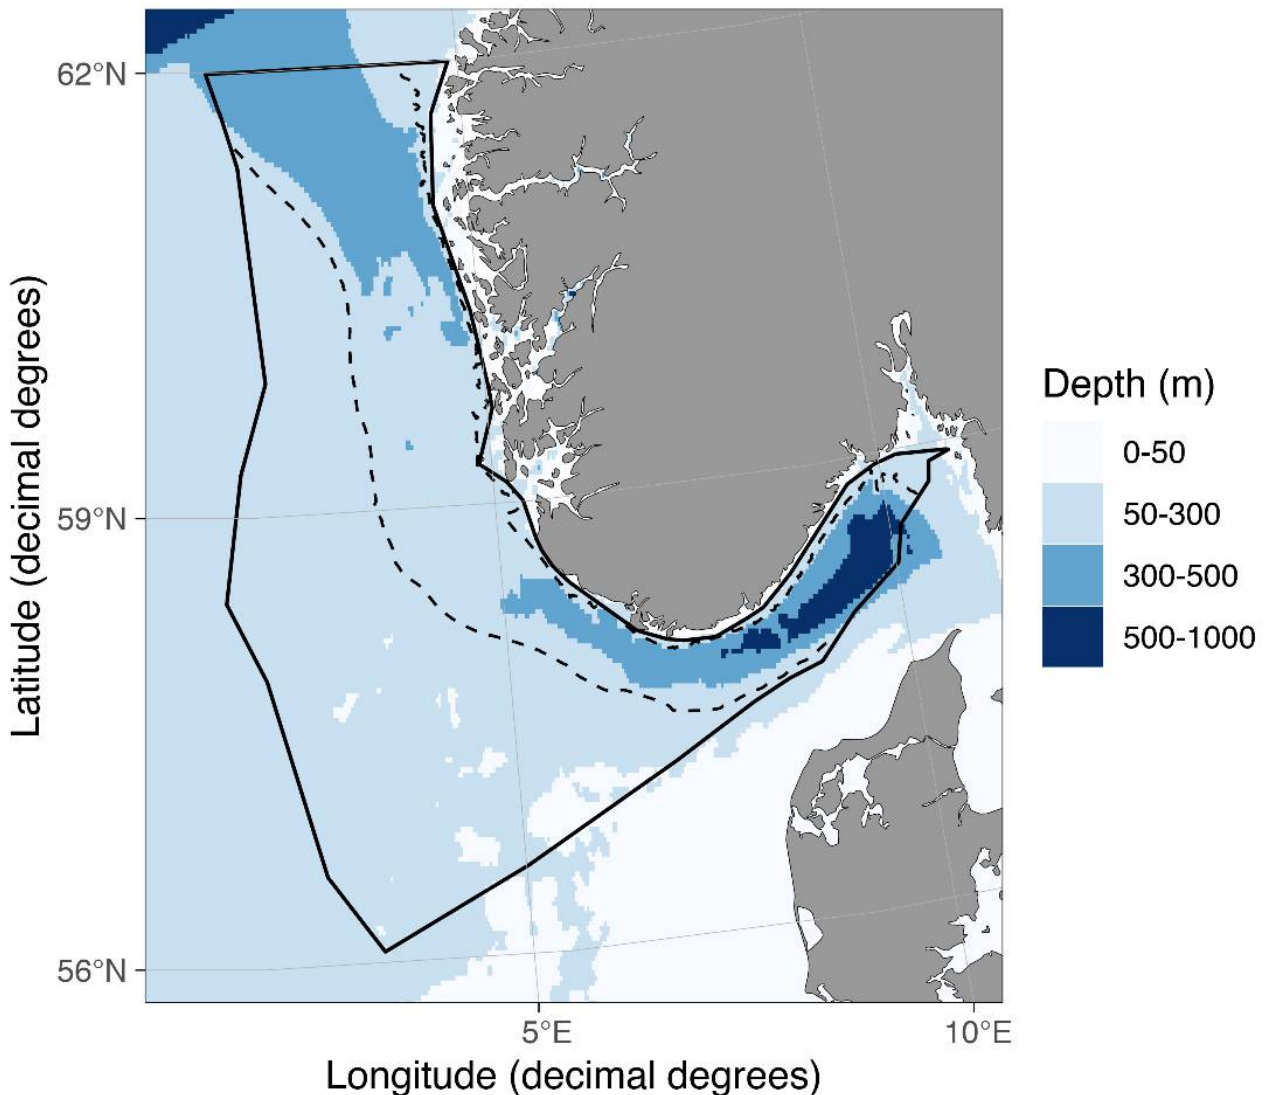 62°N
59°N
56°N
5°E
10°E
Latitude (decimal degrees)
Longitude (decimal degrees)
Depth (m)
0-50
50-300
300-500
500-1000